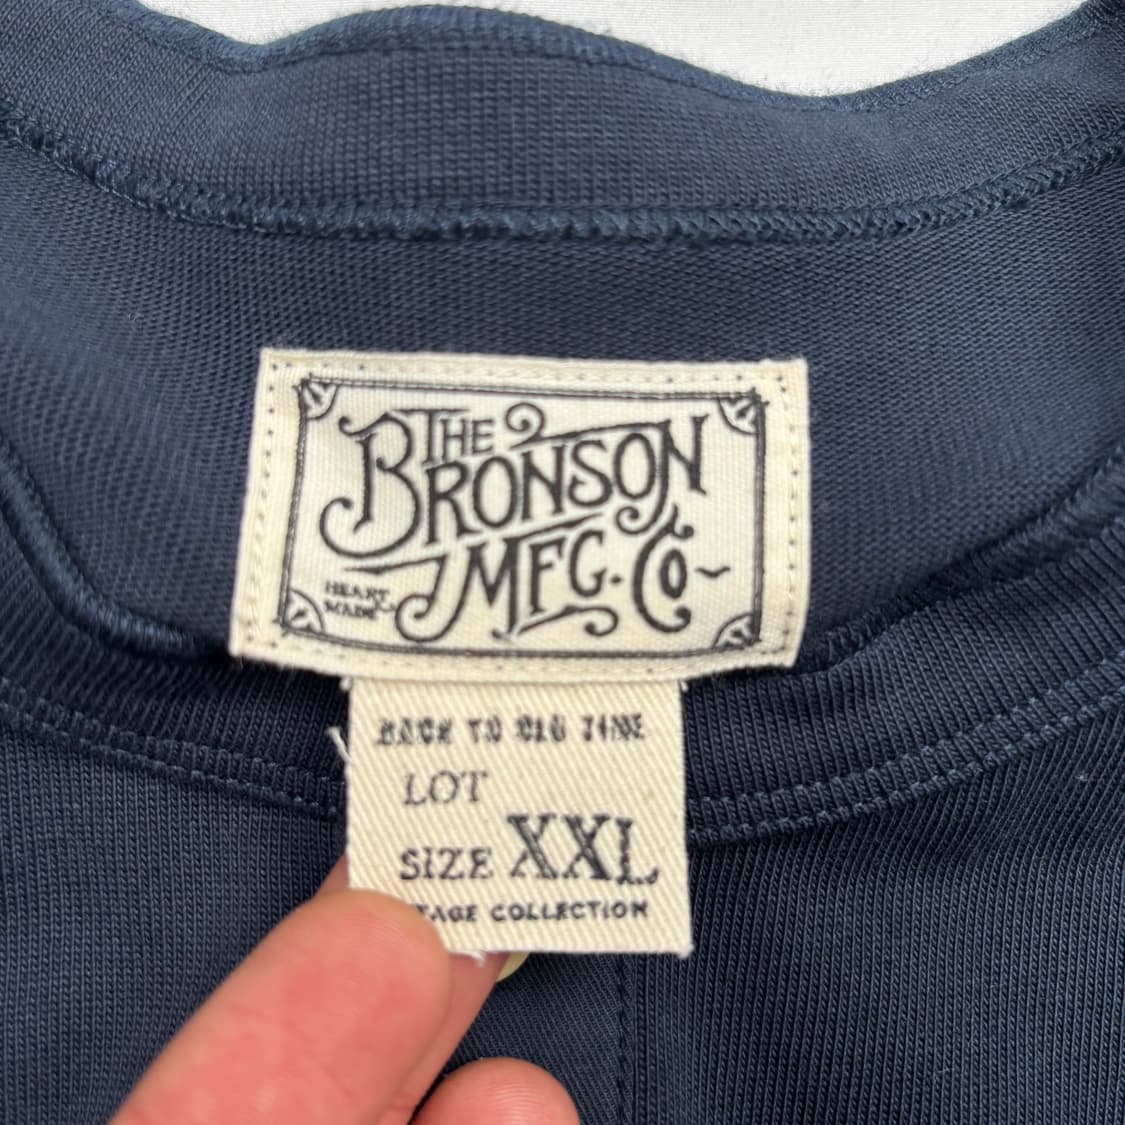 THE
BRONSON
MFG. Co~
HEART
MADE
BACK TO OLD TIME
LOT
SIZE XXL
TAGE COLLECTION